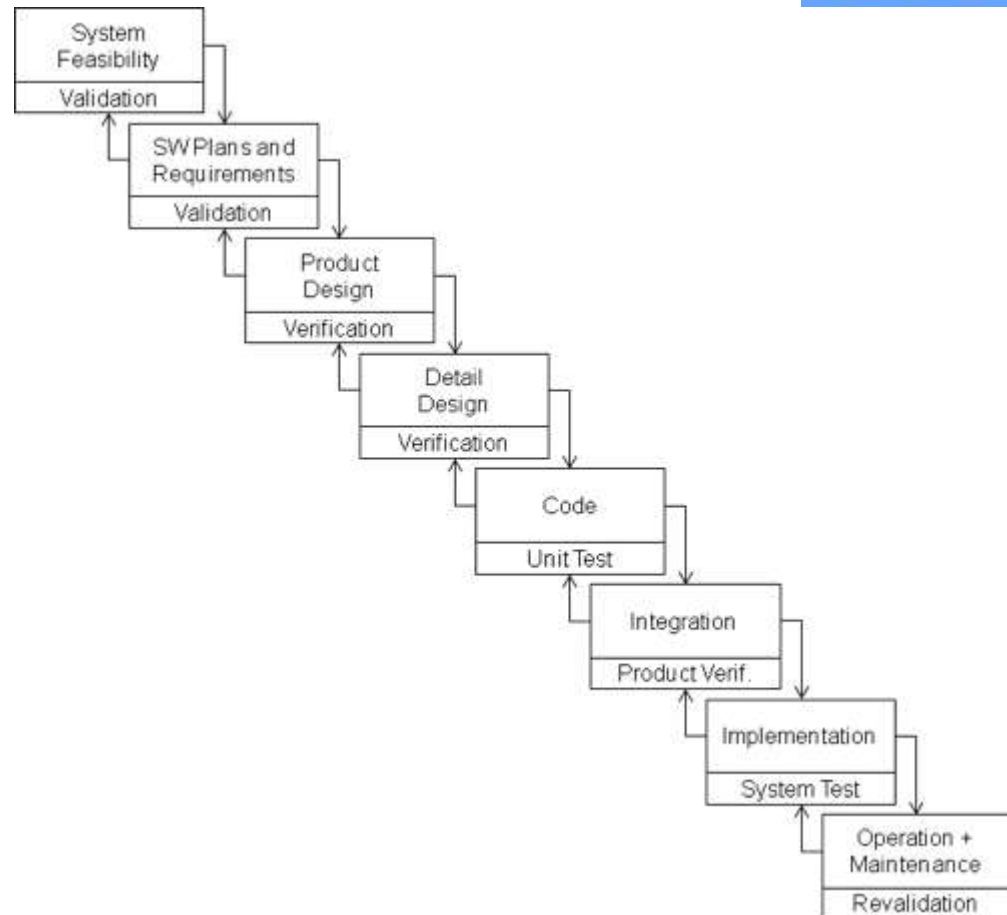 System
Feasibility
Validation
SW Plans and
Requirements
Validation
Product
Design
Verification
Detail
Design
Verification
Code
Unit Test
Integration
Product Verif.
Implementation
System Test
Operation +
Maintenance
Revalidation